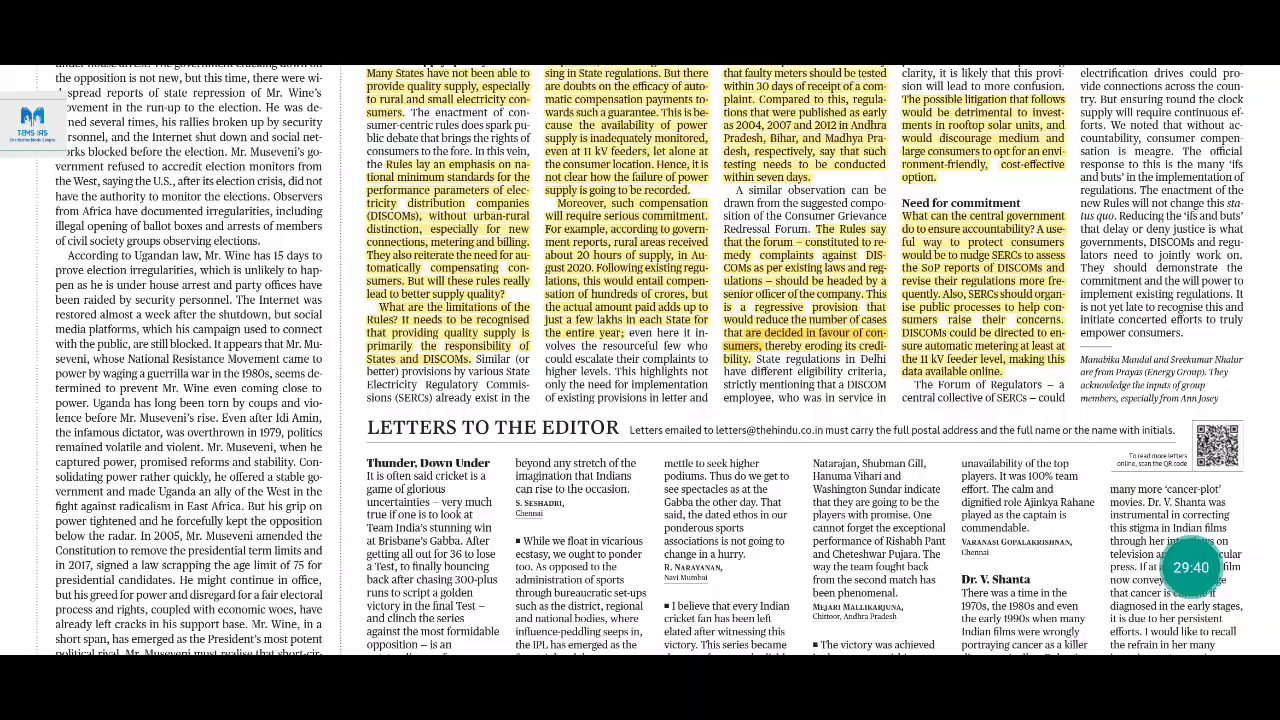 the opposition is not new, but this time, there were wi-
spread reports of state repression of Mr. Wine's
ovement in the run-up to the election. He was de-
ned several times, his rallies broken up by security
rsonnel, and the Internet shut down and social net-
orks blocked before the election. Mr. Museveni's go-
vernment refused to accredit election monitors from
the West, saying the U.S., after its election crisis, did not
have the authority to monitor the elections. Observers
from Africa have documented irregularities, including
illegal opening of ballot boxes and arrests of members
of civil society groups observing elections.
According to Ugandan law, Mr. Wine has 15 days to
prove election irregularities, which is unlikely to hap-
pen as he is under house arrest and party offices have
been raided by security personnel. The Internet was
restored almost a week after the shutdown, but social
media platforms, which his campaign used to connect
with the public, are still blocked. It appears that Mr. Mu-
seveni, whose National Resistance Movement came to
power by waging a guerrilla war in the 1980s, seems de-
termined to prevent Mr. Wine even coming close to
power. Uganda has long been torn by coups and vio-
lence before Mr. Museveni's rise. Even after Idi Amin,
the infamous dictator, was overthrown in 1979, politics
remained volatile and violent. Mr. Museveni, when he
captured power, promised reforms and stability. Con-
solidating power rather quickly, he offered a stable go-
vernment and made Uganda an ally of the West in the
fight against radicalism in East Africa. But his grip on
power tightened and he forcefully kept the opposition
below the radar. In 2005, Mr. Museveni amended the
Constitution to remove the presidential term limits and
in 2017, signed a law scrapping the age limit of 75 for
presidential candidates. He might continue in office,
but his greed for power and disregard for a fair electoral
process and rights, coupled with economic woes, have
already left cracks in his support base. Mr. Wine, in a
short span, has emerged as the President's most potent
political rival. Mr. Museveni must realise that short-cir-
TEMS IAS
Many States have not been able to
provide quality supply, especially
to rural and small electricity con-
sumers. The enactment of con-
sumer-centric rules does spark pu-
blic debate that brings the rights of
consumers to the fore. In this vein,
the Rules lay an emphasis on na-
tional minimum standards for the
performance parameters of elec-
tricity distribution companies
(DISCOMs), without urban-rural
distinction, especially for new
connections, metering and billing.
They also reiterate the need for au-
tomatically compensating con-
sumers. But will these rules really
lead to better supply quality?
What are the limitations of the
Rules? It needs to be recognised
that providing quality supply is
primarily the responsibility of
States and DISCOMs. Similar (or
better) provisions by various State
Electricity Regulatory Commis-
sions (SERCs) already exist in the
sing in State regulations. But there
are doubts on the efficacy of auto-
matic compensation payments to-
wards such a guarantee. This is be-
cause the availability of power
supply is inadequately monitored,
even at 11 kV feeders, let alone at
the consumer location. Hence, it is
not clear how the failure of power
supply is going to be recorded.
Moreover, such compensation
will require serious commitment.
For example, according to govern-
ment reports, rural areas received
about 20 hours of supply, in Au-
gust 2020. Following existing regu-
lations, this would entail compen-
sation of hundreds of crores, but
the actual amount paid adds up to
just a few lakhs in each State for
the entire year; even here it in-
volves the resourceful few who
could escalate their complaints to
higher levels. This highlights not
only the need for implementation
of existing provisions in letter and
that faulty meters should be tested
within 30 days of receipt of a com-
plaint. Compared to this, regula-
tions that were published as early
as 2004, 2007 and 2012 in Andhra
Pradesh, Bihar, and Madhya Pra-
desh, respectively, say that such
testing needs to be conducted
within seven days.
A similar observation can be
drawn from the suggested compo-
sition of the Consumer Grievance
Redressal Forum. The Rules say
that the forum – constituted to re-
medy complaints against DIS-
COMs as per existing laws and reg-
ulations – should be headed by a
senior officer of the company. This
is a regressive provision that
would reduce the number of cases
that are decided in favour of con-
sumers, thereby eroding its credi-
bility. State regulations in Delhi
have different eligibility criteria,
strictly mentioning that a DISCOM
employee, who was in service in
clarity, it is likely that this provi-
sion will lead to more confusion.
The possible litigation that follows
would be detrimental to invest-
ments in rooftop solar units, and
would discourage medium and
large consumers to opt for an envi-
ronment-friendly, cost-effective
option.
Need for commitment
What can the central government
do to ensure accountability? A use-
ful way to protect consumers
would be to nudge SERCs to assess
the SoP reports of DISCOMs and
revise their regulations more fre-
quently. Also, SERCs should organ-
ise public processes to help con-
sumers raise their concerns.
DISCOMs could be directed to en-
sure automatic metering at least at
the 11 kV feeder level, making this
data available online.
The Forum of Regulators – a
central collective of SERCs – could
electrification drives could pro-
vide connections across the coun-
try. But ensuring round the clock
supply will require continuous ef-
forts. We noted that without ac-
countability, consumer compen-
sation is meagre. The official
response to this is the many 'ifs
and buts' in the implementation of
regulations. The enactment of the
new Rules will not change this sta-
tus quo. Reducing the 'ifs and buts'
that delay or deny justice is what
governments, DISCOMs and regu-
lators need to jointly work on.
They should demonstrate the
commitment and the will power to
implement existing regulations. It
is not yet late to recognise this and
initiate concerted efforts to truly
empower consumers.
Manabika Mandal and Sreekumar Nhalur
are from Prayas (Energy Group). They
acknowledge the inputs of group
members, especially from Ann Josey
LETTERS TO THE EDITOR Letters emailed to letters@thehindu.co.in must carry the full postal address and the full name or the name with initials.
To read more letters
online, scan the QR code
Thunder, Down Under
It is often said cricket is a
game of glorious
uncertainties – very much
true if one is to look at
Team India's stunning win
at Brisbane's Gabba. After
getting all out for 36 to lose
a Test, to finally bouncing
back after chasing 300-plus
runs to script a golden
victory in the final Test –
and clinch the series
against the most formidable
opposition – is an
beyond any stretch of the
imagination that Indians
can rise to the occasion.
S. SESHADRI,
Chennai
■ While we float in vicarious
ecstasy, we ought to ponder
too. As opposed to the
administration of sports
through bureaucratic set-ups
such as the district, regional
and national bodies, where
influence-peddling seeps in,
the IPL has emerged as the
mettle to seek higher
podiums. Thus do we get to
see spectacles as at the
Gabba the other day. That
said, the dated ethos in our
ponderous sports
associations is not going to
change in a hurry.
R. NARAYANAN,
Navi Mumbai
■ I believe that every Indian
cricket fan has been left
elated after witnessing this
victory. This series became
Natarajan, Shubman Gill,
Hanuma Vihari and
Washington Sundar indicate
that they are going to be the
players with promise. One
cannot forget the exceptional
performance of Rishabh Pant
and Cheteshwar Pujara. The
way the team fought back
from the second match has
been phenomenal.
MEJARI MALLIKARJUNA,
Chittoor, Andhra Pradesh
■ The victory was achieved
unavailability of the top
players. It was 100% team
effort. The calm and
dignified role Ajinkya Rahane
played as the captain is
commendable.
VARANASI GOPALAKRISHNAN,
Chennai
Dr. V. Shanta
There was a time in the
1970s, the 1980s and even
the early 1990s when many
Indian films were wrongly
portraying cancer as a killer
many more 'cancer-plot'
movies. Dr. V. Shanta was
instrumental in correcting
this stigma in Indian films
through her on
television
press. If at film
now
that cancer is if
diagnosed in the early stages,
it is due to her persistent
efforts. I would like to recall
the refrain in her many
29:40